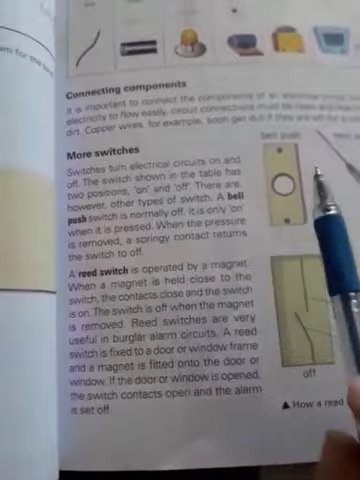 Connecting components
It is important to connect the components of an
electricity to flow easily, circuit connections must be clean and
dirt. Copper wires, for example, soon get dull if they are
More switches
Switches turn electrical circuits on and
off. The switch shown in the table has
two positions, 'on' and 'off'. There are,
however, other types of switch. A bell
push switch is normally off. It is only 'on'
when it is pressed. When the pressure
is removed, a springy contact returns
the switch to off.
bell push
A reed switch is operated by a magnet.
When a magnet is held close to the
switch, the contacts close and the switch
is on. The switch is off when the magnet
is removed. Reed switches are very
useful in burglar alarm circuits. A reed
switch is fixed to a door or window frame
and a magnet is fitted onto the door or
window. If the door or window is opened,
the switch contacts open and the alarm
is set off.
off
▲ How a reed